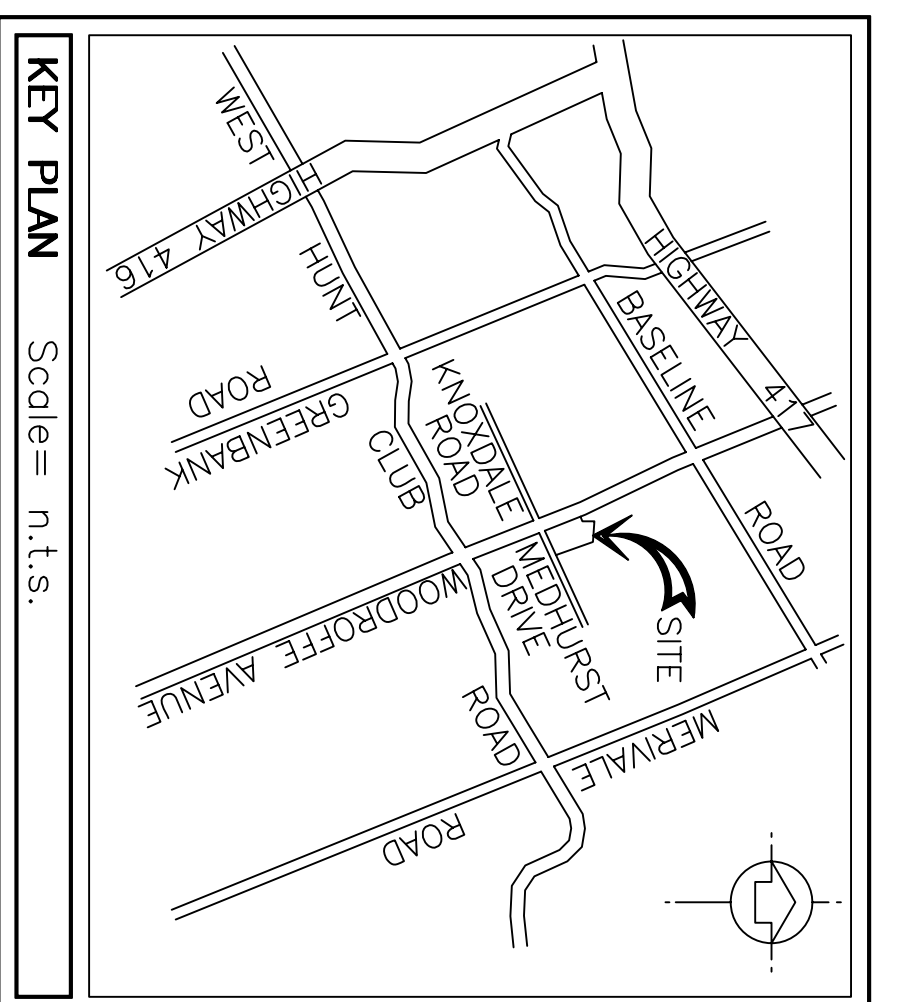 HIGHWAY 417
BASELINE
ROAD
SITE
MERIVALE
ROAD
KNOXDALE
ROAD
MEDHURST
DRIVE
WEST
HUNT
CLUB
ROAD
HIGHWAY 416
GREENBANK
ROAD
WOODROFFE AVENUE
KEY PLAN Scale= n.t.s.